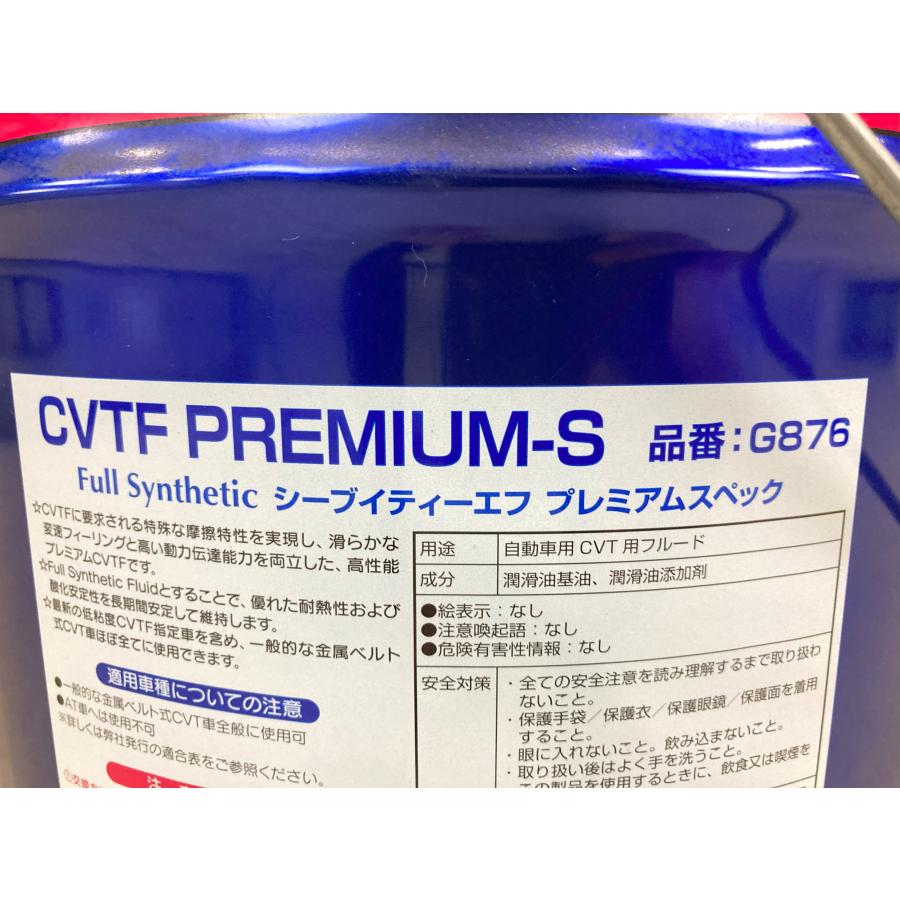 CVTF PREMIUM-S 品番：G876
Full Synthetic シーブイティーエフ プレミアムスペック
☆CVTFに要求される特殊な摩擦特性を実現し、滑らかな
変速フィーリングと高い動力伝達能力を両立した、高性能
プレミアムCVTFです。
☆Full Synthetic Fluidとすることで、優れた耐熱性および
酸化安定性を長期間安定して維持します。
☆最新の低粘度CVTF指定車を含め、一般的な金属ベルト
式CVT車ほぼ全てに使用できます。
適用車種についての注意
●一般的な金属ベルト式CVT車全般に使用可
●AT車へは使用不可
※詳しくは弊社発行の適合表をご参照ください。
用途 自動車用CVT用フルード
成分 潤滑油基油、潤滑油添加剤
●絵表示：なし
●注意喚起語：なし
●危険有害性情報：なし
安全対策 ・全ての安全注意を読み理解するまで取り扱わ
ないこと。
・保護手袋／保護衣／保護眼鏡／保護面を着用
すること。
・眼に入れないこと。飲み込まないこと。
・取り扱い後はよく手を洗うこと。
・この製品を使用するときに、飲食又は喫煙を